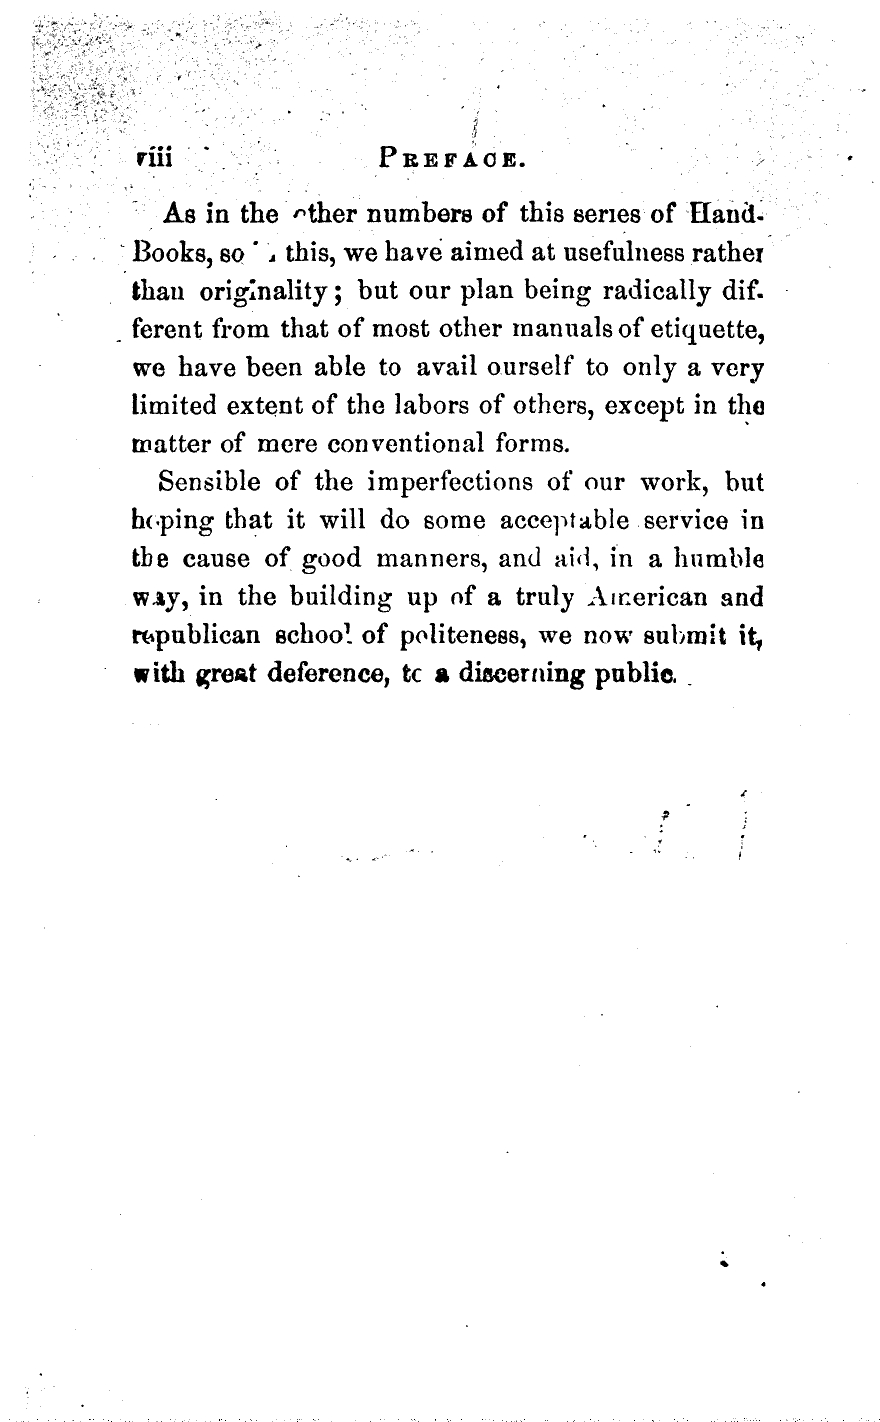 viii PREFACE.
As in the other numbers of this series of Hand-
Books, so in this, we have aimed at usefulness rather
than originality; but our plan being radically dif-
ferent from that of most other manuals of etiquette,
we have been able to avail ourself to only a very
limited extent of the labors of others, except in the
matter of mere conventional forms.
Sensible of the imperfections of our work, but
hoping that it will do some acceptable service in
the cause of good manners, and aid, in a humble
way, in the building up of a truly American and
republican school of politeness, we now submit it,
with great deference, to a discerning public.